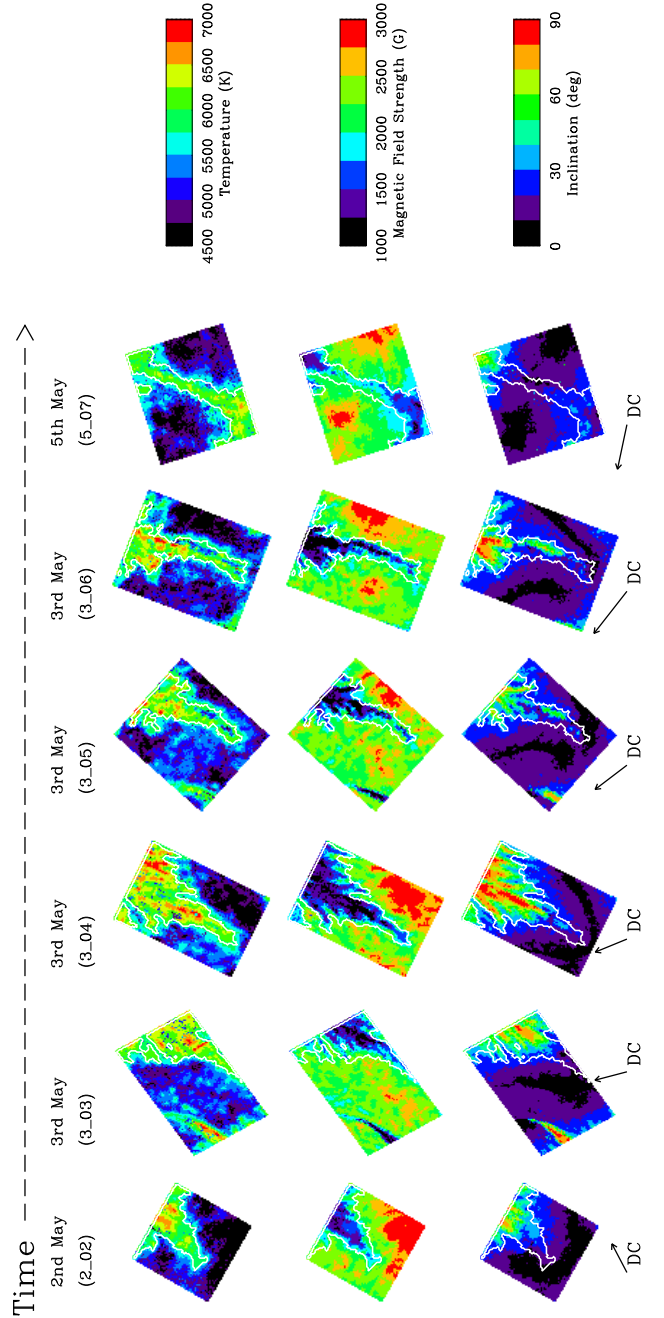 Time
2nd May
(2_02)
3rd May
(3_03)
3rd May
(3_04)
3rd May
(3_05)
3rd May
(3_06)
5th May
(5_07)
4500 5000 5500 6000 6500 7000
Temperature (K)
1000 1500 2000 2500 3000
Magnetic Field Strength (G)
0 30 60 90
Inclination (deg)
DC
DC
DC
DC
DC
DC